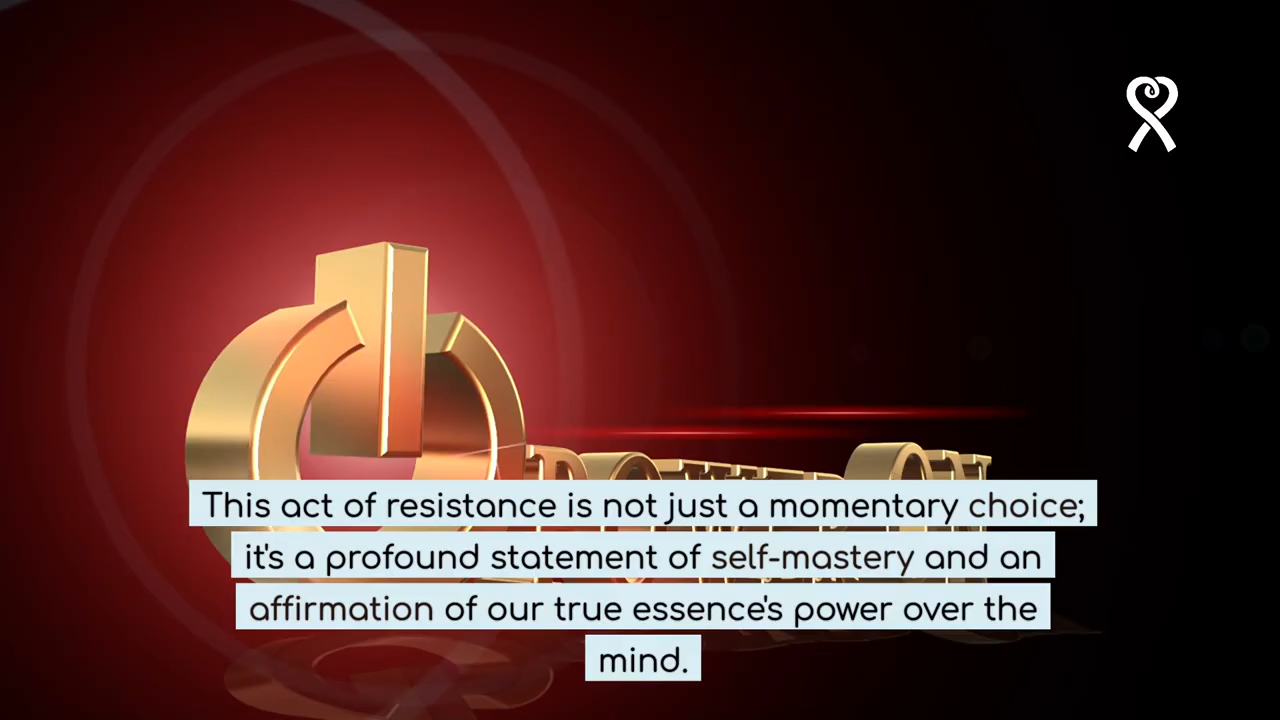 This act of resistance is not just a momentary choice;
it's a profound statement of self-mastery and an
affirmation of our true essence's power over the
mind.